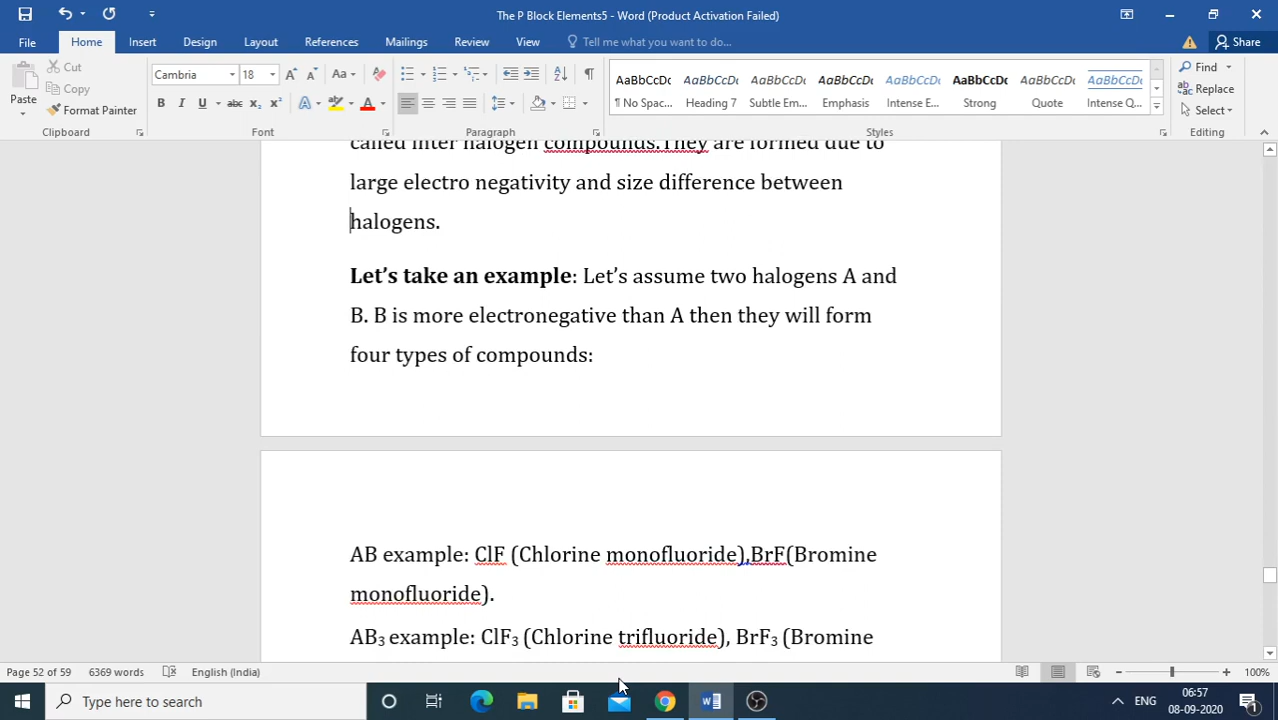 The P Block Elements5 - Word (Product Activation Failed)
File Home Insert Design Layout References Mailings Review View Tell me what you want to do... Share
Paste Cut Copy Format Painter Clipboard
Cambria 18 Aa B I U abc x₂ x² A A Font
Paragraph
AaBbCcDc AaBbCcDc AaBbCcDc AaBbCcDc AaBbCcDc AaBbCcDc AaBbCcDc AaBbCcDc
¶ No Spac... Heading 7 Subtle Em... Emphasis Intense E... Strong Quote Intense Q...
Styles
Find Replace Select Editing
called inter halogen compounds.They are formed due to
large electro negativity and size difference between
halogens.
Let’s take an example: Let’s assume two halogens A and
B. B is more electronegative than A then they will form
four types of compounds:
AB example: ClF (Chlorine monofluoride),BrF(Bromine
monofluoride).
AB₃ example: ClF₃ (Chlorine trifluoride), BrF₃ (Bromine
Page 52 of 59 6369 words English (India) 100%
Type here to search ENG 06:57
08-09-2020 1